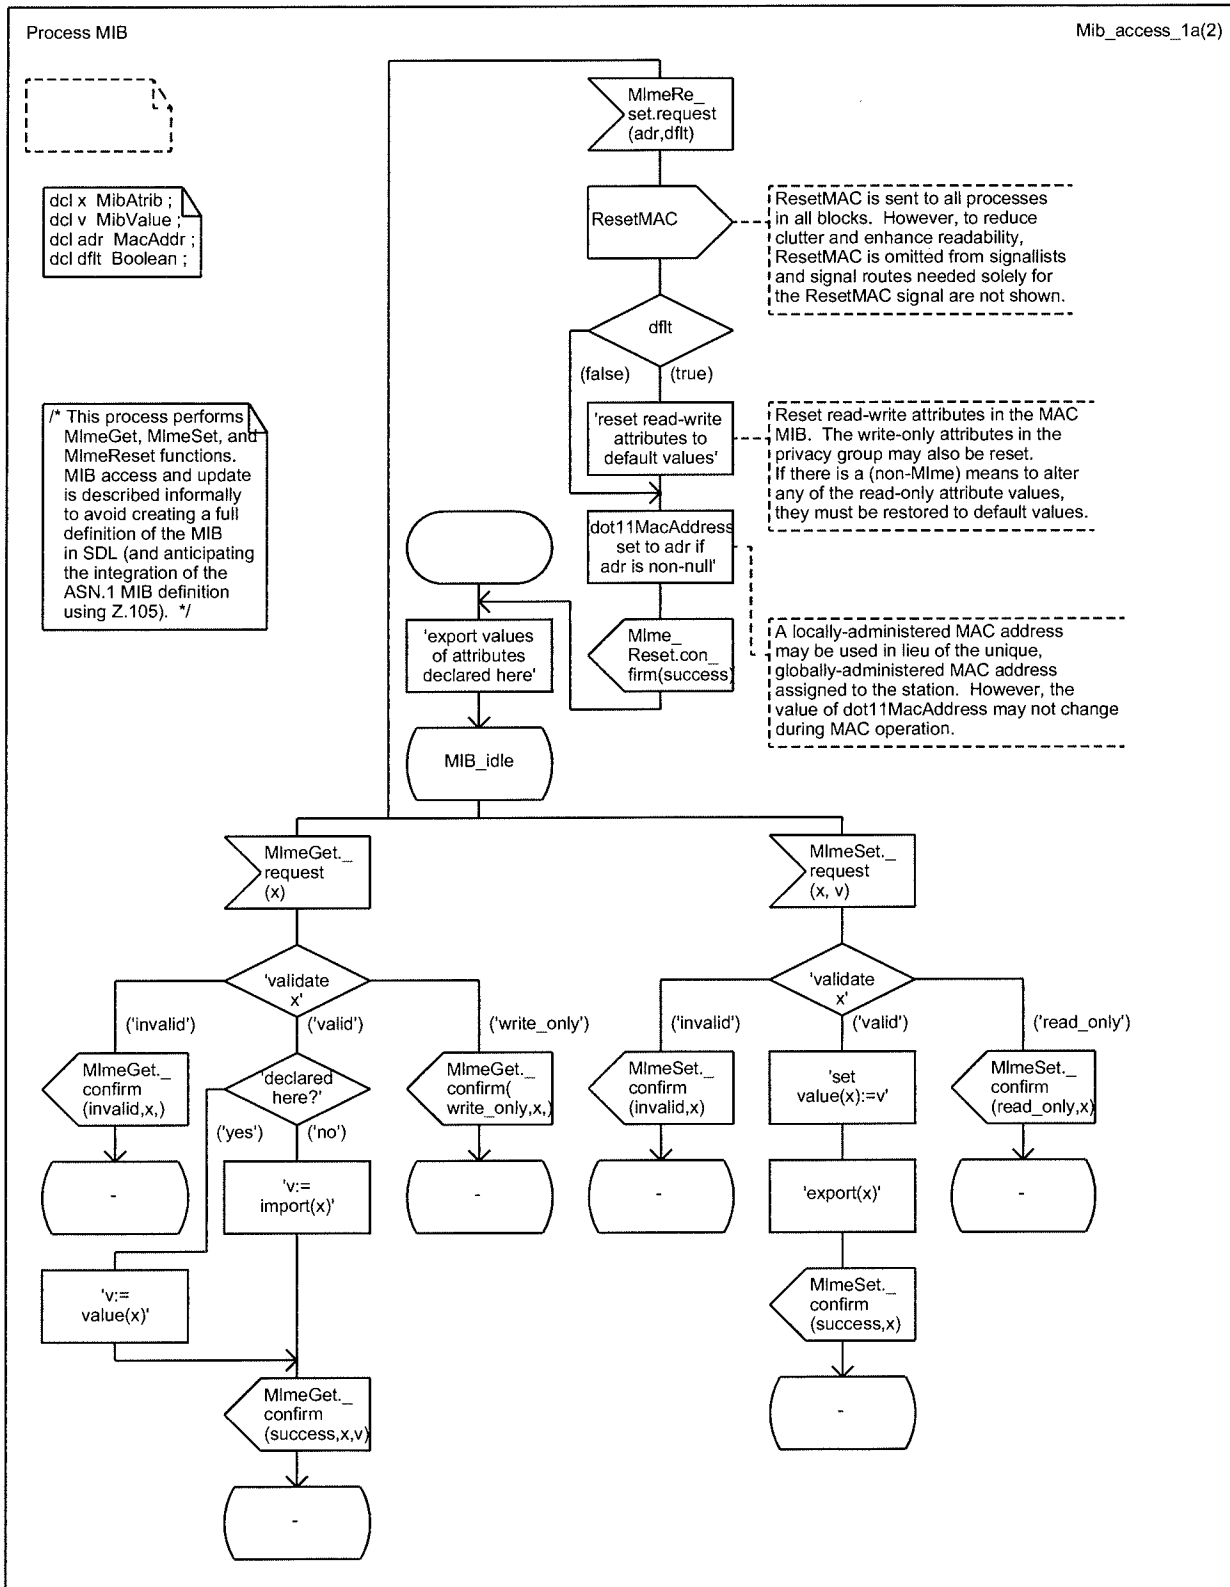 Process MIB
Mib_access_1a(2)
MlmeRe_
set.request
(adr,dflt)
dcl x MibAtrib ;
dcl v MibValue ;
dcl adr MacAddr ;
dcl dflt Boolean ;
ResetMAC
ResetMAC is sent to all processes
in all blocks. However, to reduce
clutter and enhance readability,
ResetMAC is omitted from signallists
and signal routes needed solely for
the ResetMAC signal are not shown.
dflt
(false)
(true)
/* This process performs
MlmeGet, MlmeSet, and
MlmeReset functions.
MIB access and update
is described informally
to avoid creating a full
definition of the MIB
in SDL (and anticipating
the integration of the
ASN.1 MIB definition
using Z.105). */
'reset read-write
attributes to
default values'
Reset read-write attributes in the MAC
MIB. The write-only attributes in the
privacy group may also be reset.
If there is a (non-Mlme) means to alter
any of the read-only attribute values,
they must be restored to default values.
dot11MacAddress
set to adr if
adr is non-null'
'export values
of attributes
declared here'
Mlme_
Reset.con_
firm(success)
A locally-administered MAC address
may be used in lieu of the unique,
globally-administered MAC address
assigned to the station. However, the
value of dot11MacAddress may not change
during MAC operation.
MIB_idle
MlmeGet._
request
(x)
MlmeSet._
request
(x, v)
'validate
x'
'validate
x'
('invalid')
('valid')
('write_only')
('invalid')
('valid')
('read_only')
MlmeGet._
confirm
(invalid,x,)
'declared
here?'
MlmeGet._
confirm(
write_only,x,)
MlmeSet._
confirm
(invalid,x)
'set
value(x):=v'
MlmeSet._
confirm
(read_only,x)
('yes')
('no')
-
'v:=
import(x)'
-
-
'export(x)'
-
'v:=
value(x)'
MlmeSet._
confirm
(success,x)
MlmeGet._
confirm
(success,x,v)
-
-